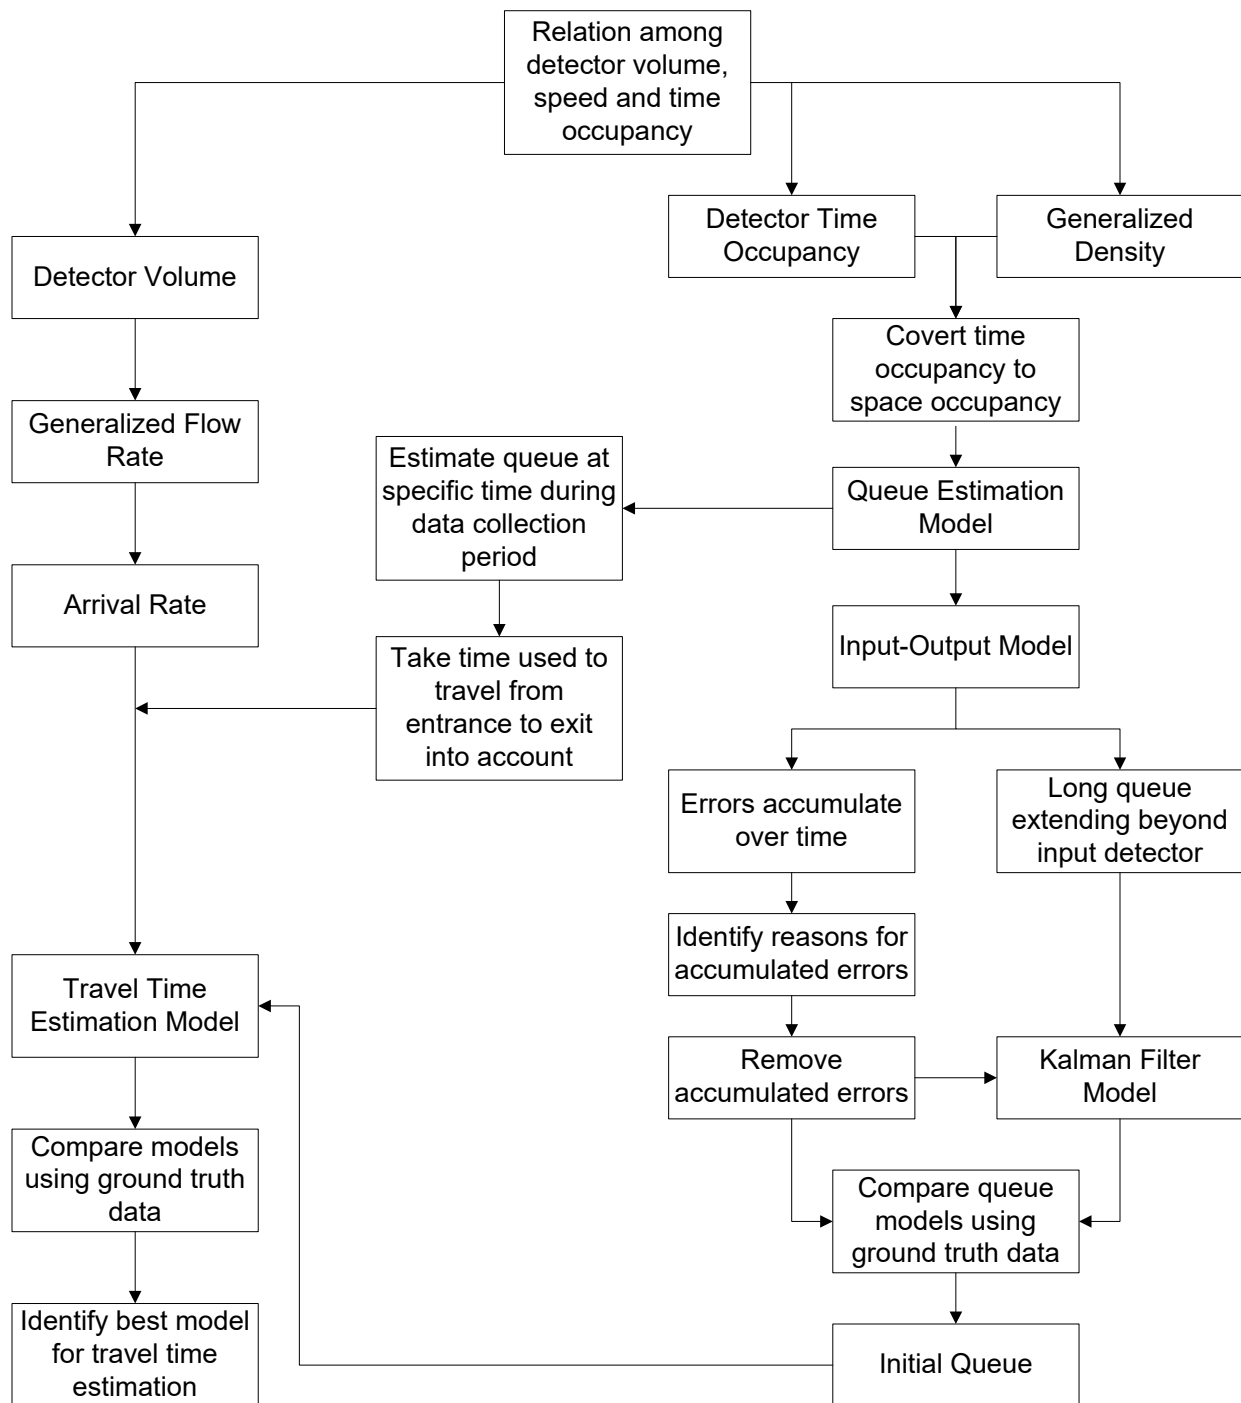 Relation among
detector volume,
speed and time
occupancy
Detector Time
Occupancy
Generalized
Density
Detector Volume
Covert time
occupancy to
space occupancy
Generalized Flow
Rate
Estimate queue at
specific time during
data collection
period
Queue Estimation
Model
Arrival Rate
Take time used to
travel from
entrance to exit
into account
Input-Output Model
Errors accumulate
over time
Long queue
extending beyond
input detector
Identify reasons for
accumulated errors
Travel Time
Estimation Model
Remove
accumulated errors
Kalman Filter
Model
Compare models
using ground truth
data
Compare queue
models using
ground truth data
Identify best model
for travel time
estimation
Initial Queue